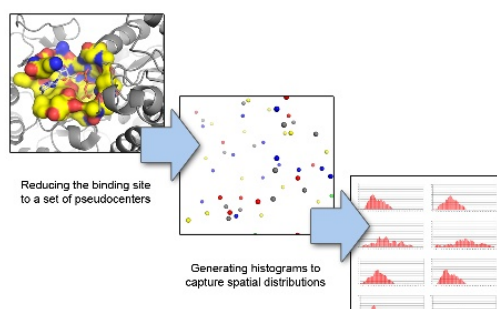 Reducing the binding site
to a set of pseudocenters
Generating histograms to
capture spatial distributions